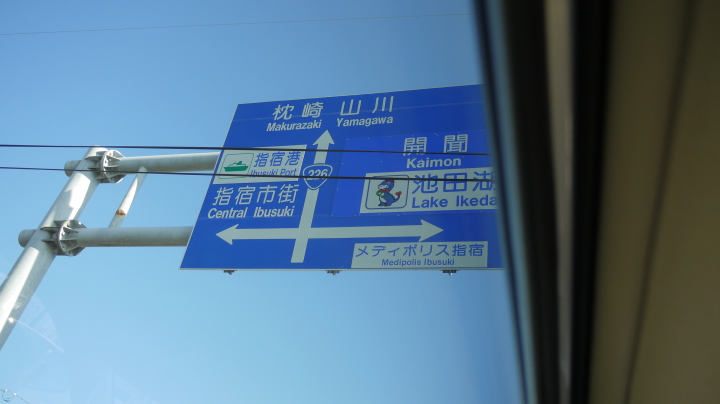 枕崎 山川
Makurazaki Yamagawa
指宿港
Ibusuki Port
226
開聞
Kaimon
池田湖
Lake Ikeda
指宿市街
Central Ibusuki
メディポリス指宿
Medipolis Ibusuki